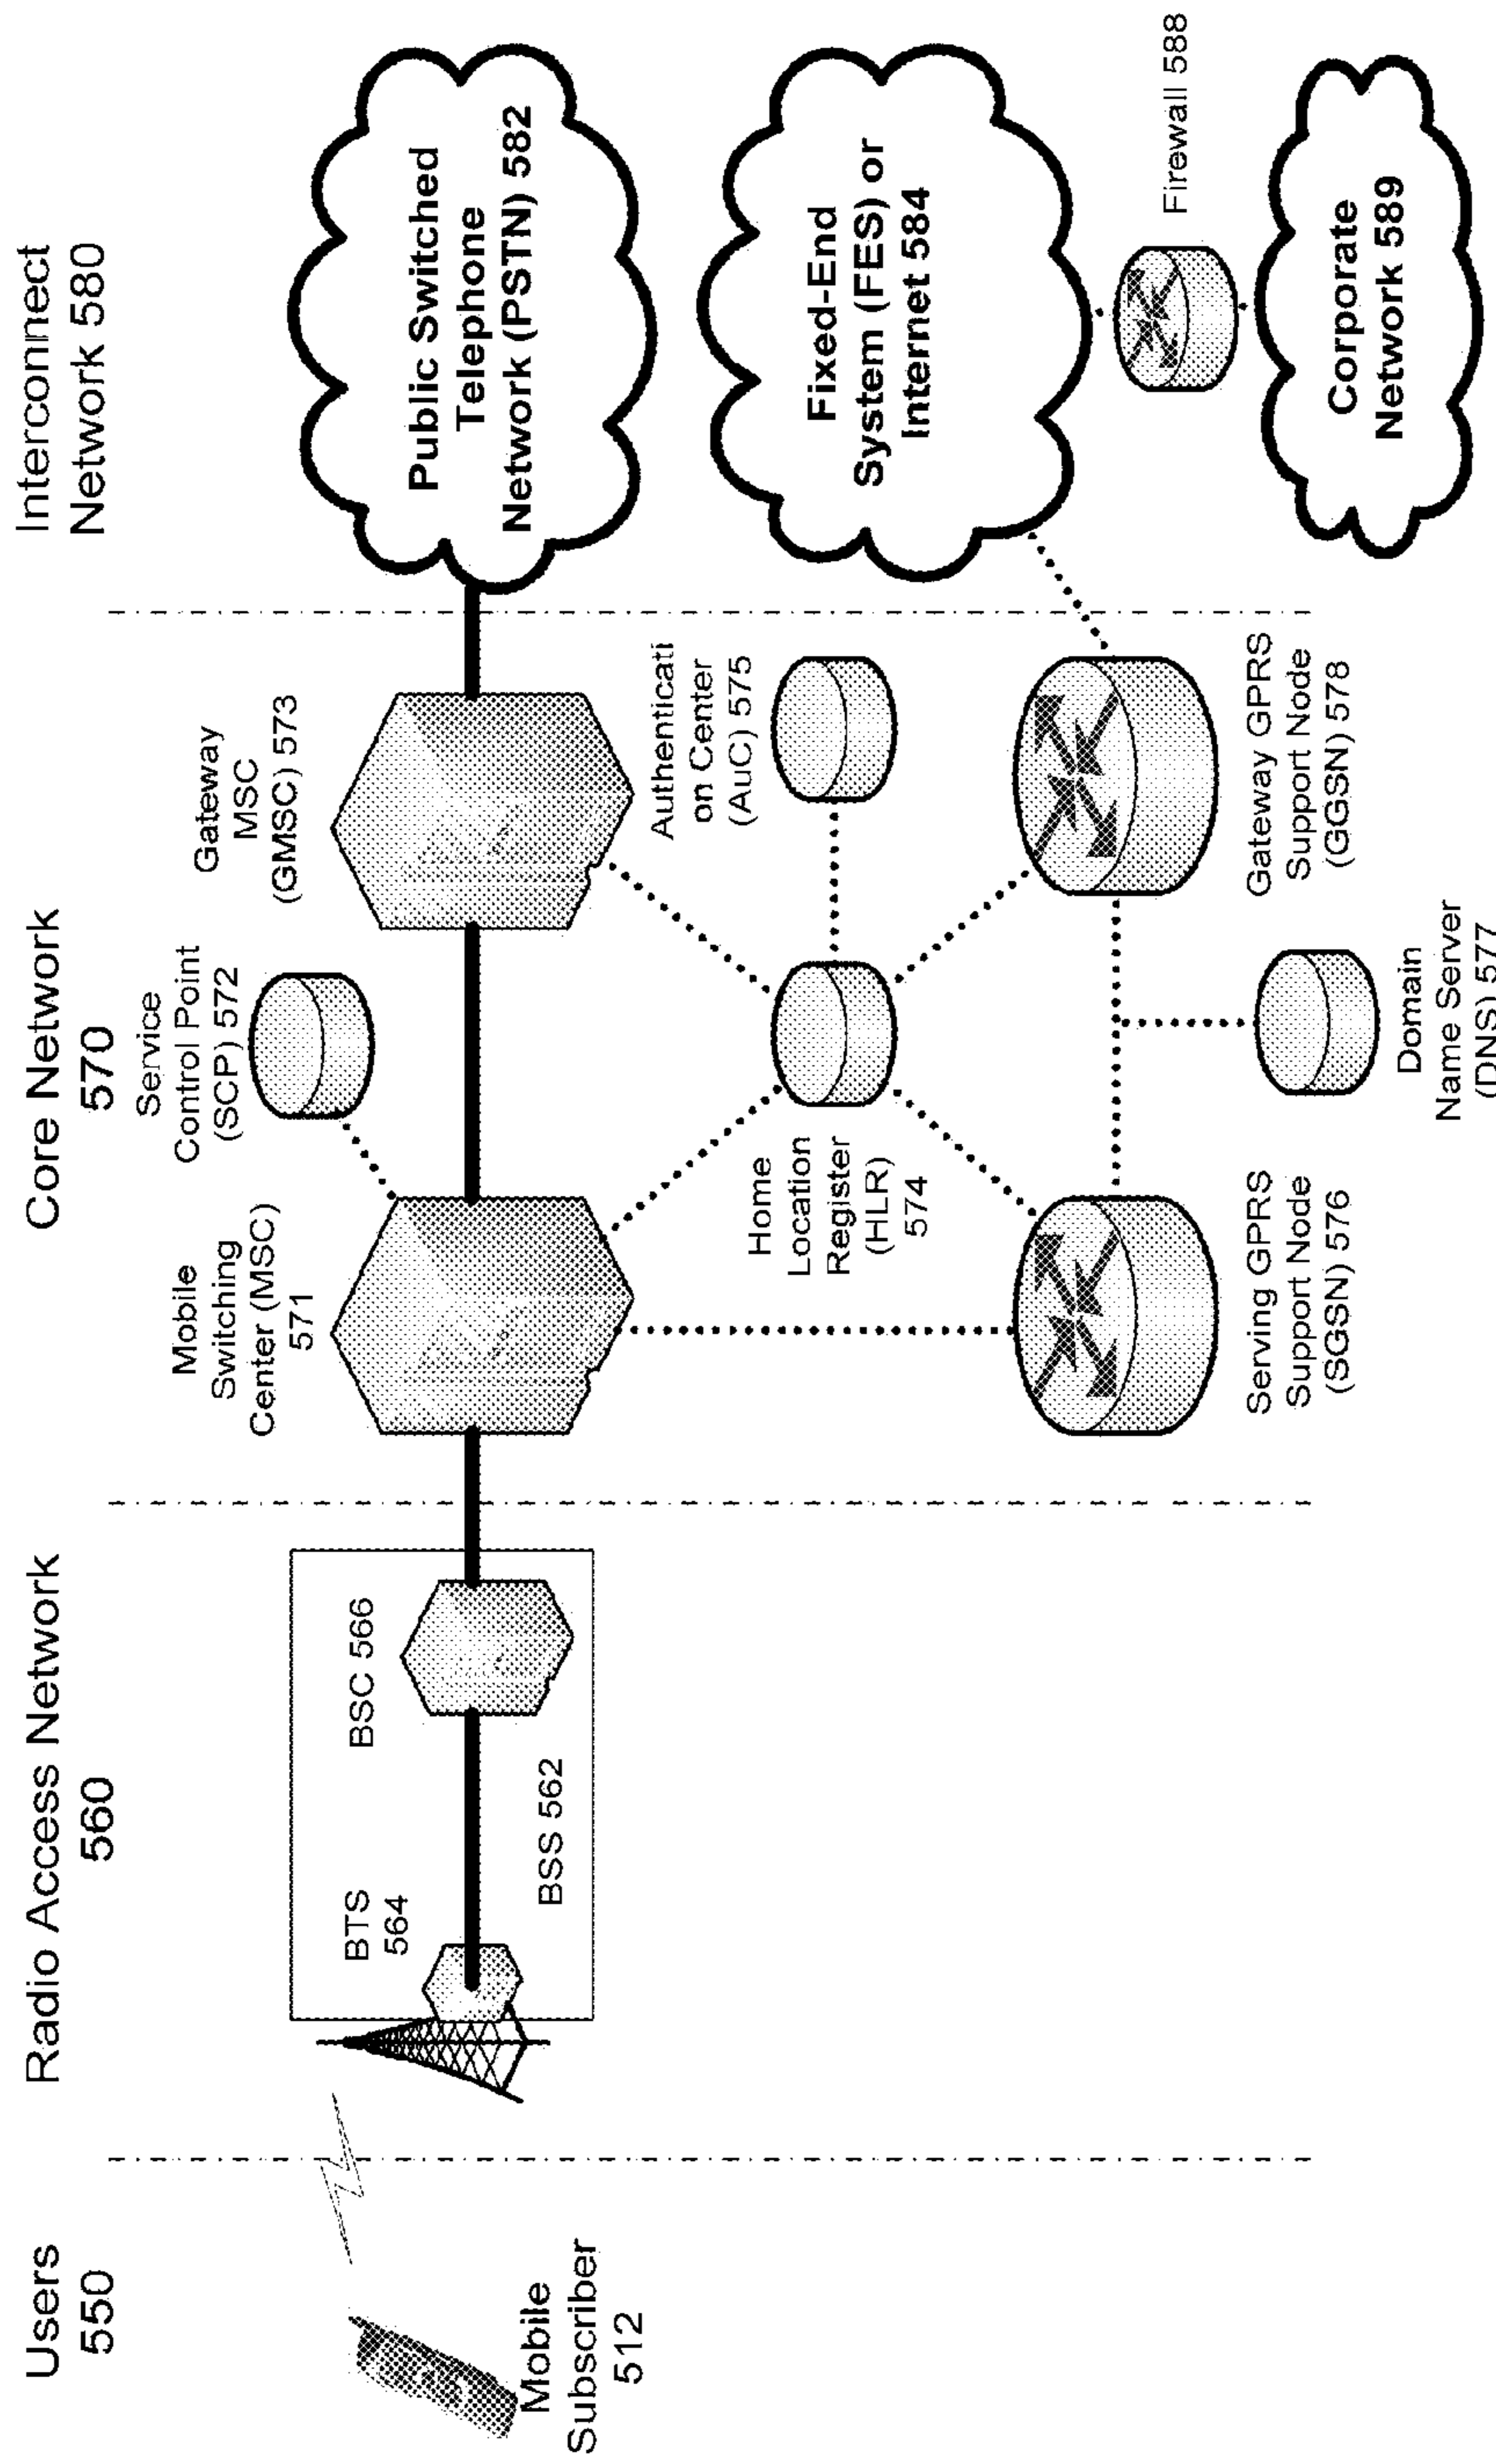 Users
550
Radio Access Network
560
Core Network
570
Interconnect
Network 580
Mobile
Subscriber
512
BTS
564
BSC 566
BSS 562
Mobile
Switching
Center (MSC)
571
Service
Control Point
(SCP) 572
Gateway
MSC
(GMSC) 573
Public Switched
Telephone
Network (PSTN) 582
Home
Location
Register
(HLR)
574
Authenticati
on Center
(AuC) 575
Fixed-End
System (FES) or
Internet 584
Serving GPRS
Support Node
(SGSN) 576
Gateway GPRS
Support Node
(GGSN) 578
Firewall 588
Domain
Name Server
(DNS) 577
Corporate
Network 589